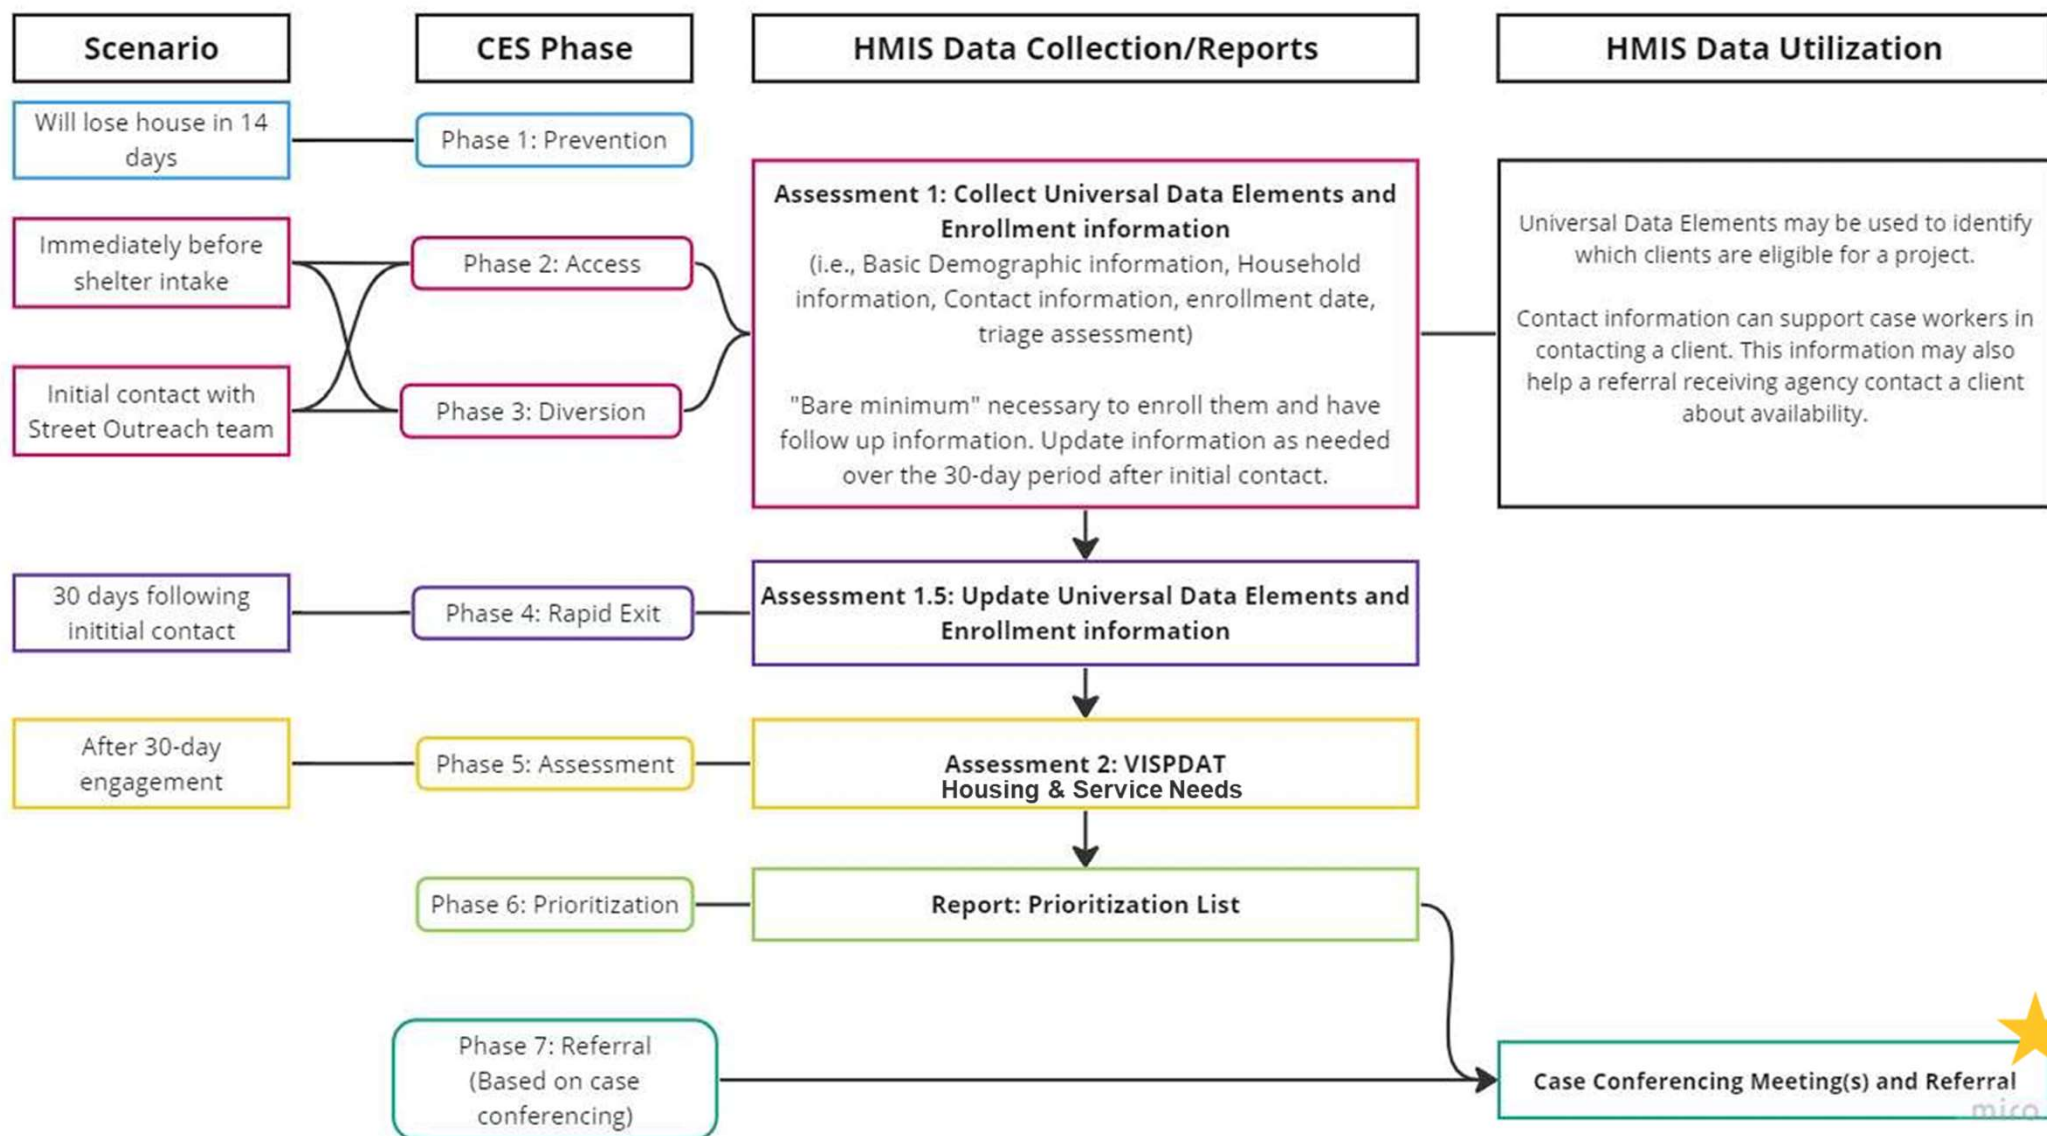 Scenario
CES Phase
HMIS Data Collection/Reports
HMIS Data Utilization
Will lose house in 14
days
Phase 1: Prevention
Immediately before
shelter intake
Phase 2: Access
Initial contact with
Street Outreach team
Phase 3: Diversion
Assessment 1: Collect Universal Data Elements and
Enrollment information
(i.e., Basic Demographic information, Household
information, Contact information, enrollment date,
triage assessment)
"Bare minimum" necessary to enroll them and have
follow up information. Update information as needed
over the 30-day period after initial contact.
Universal Data Elements may be used to identify
which clients are eligible for a project.
Contact information can support case workers in
contacting a client. This information may also
help a referral receiving agency contact a client
about availability.
30 days following
inititial contact
Phase 4: Rapid Exit
Assessment 1.5: Update Universal Data Elements and
Enrollment information
After 30-day
engagement
Phase 5: Assessment
Assessment 2: VISPDAT
Housing & Service Needs
Phase 6: Prioritization
Report: Prioritization List
Phase 7: Referral
(Based on case
conferencing)
Case Conferencing Meeting(s) and Referral
miro